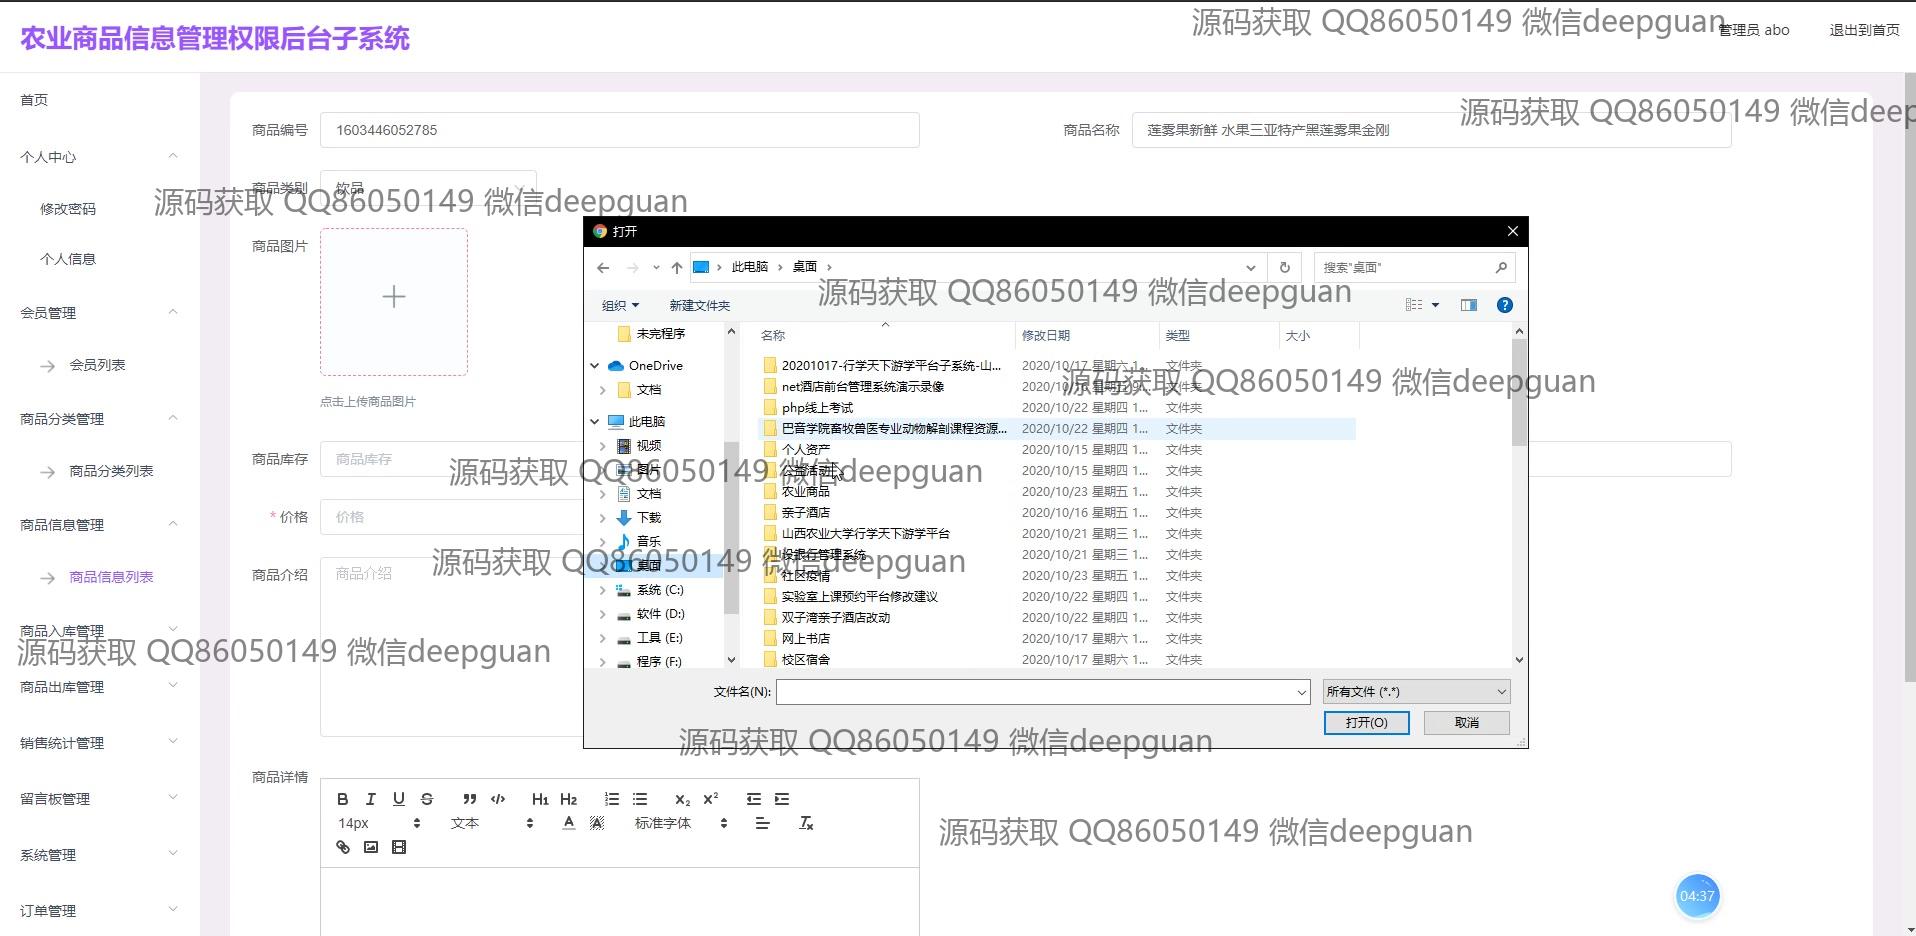 农业商品信息管理权限后台子系统
源码获取 QQ86050149 微信deepguan
管理员 abo
退出到首页
首页
个人中心
修改密码
个人信息
会员管理
会员列表
商品分类管理
商品分类列表
商品信息管理
商品信息列表
商品入库管理
商品出库管理
销售统计管理
留言板管理
系统管理
订单管理
商品编号
1603446052785
商品名称
莲雾果新鲜 水果三亚特产黑莲雾果金刚
源码获取 QQ86050149 微信deep
商品类别
饮品
源码获取 QQ86050149 微信deepguan
商品图片
点击上传商品图片
商品库存
商品库存
* 价格
价格
商品介绍
商品介绍
商品详情
B I U S H1 H2 X2 X2
14px
文本
A
A
标准字体
Tx
打开
此电脑
桌面
搜索"桌面"
源码获取 QQ86050149 微信deepguan
组织
新建文件夹
未完程序
OneDrive
文档
此电脑
视频
图片
文档
下载
音乐
桌面
系统 (C:)
软件 (D:)
工具 (E:)
程序 (F:)
名称
修改日期
类型
大小
20201017-行学天下游学平台子系统-山...
2020/10/17 星期六 1...
文件夹
net酒店前台管理系统演示录像
文件夹
源码获取 QQ86050149 微信deepguan
php线上考试
2020/10/22 星期四 1...
文件夹
巴音学院畜牧兽医专业动物解剖课程资源...
2020/10/22 星期四 1...
文件夹
个人资产
2020/10/15 星期四 1...
文件夹
公益活动
2020/10/15 星期四 1...
文件夹
源码获取 QQ86050149 微信deepguan
农业商品
2020/10/23 星期五 1...
文件夹
亲子酒店
2020/10/16 星期五 1...
文件夹
山西农业大学行学天下游学平台
2020/10/21 星期三 1...
文件夹
投银行管理系统
2020/10/21 星期三 1...
文件夹
源码获取 QQ86050149 微信deepguan
社区疫情
2020/10/23 星期五 1...
文件夹
实验室上课预约平台修改建议
2020/10/22 星期四 1...
文件夹
双子湾亲子酒店改动
2020/10/22 星期四 1...
文件夹
网上书店
2020/10/17 星期六 1...
文件夹
校区宿舍
2020/10/17 星期六 1...
文件夹
源码获取 QQ86050149 微信deepguan
文件名(N):
所有文件 (*.*)
打开(O)
取消
源码获取 QQ86050149 微信deepguan
源码获取 QQ86050149 微信deepguan
04:37